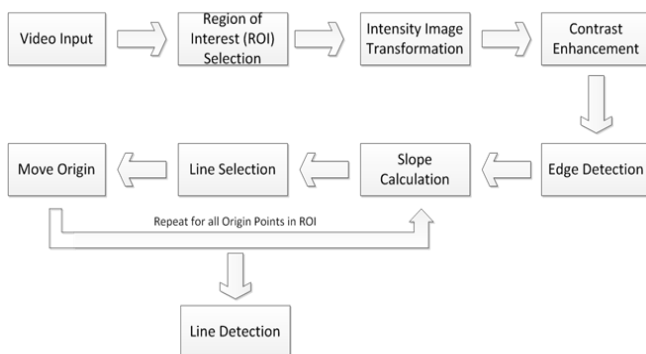 Video Input
Region of
Interest (ROI)
Selection
Intensity Image
Transformation
Contrast
Enhancement
Move Origin
Line Selection
Slope
Calculation
Edge Detection
Repeat for all Origin Points in ROI
Line Detection